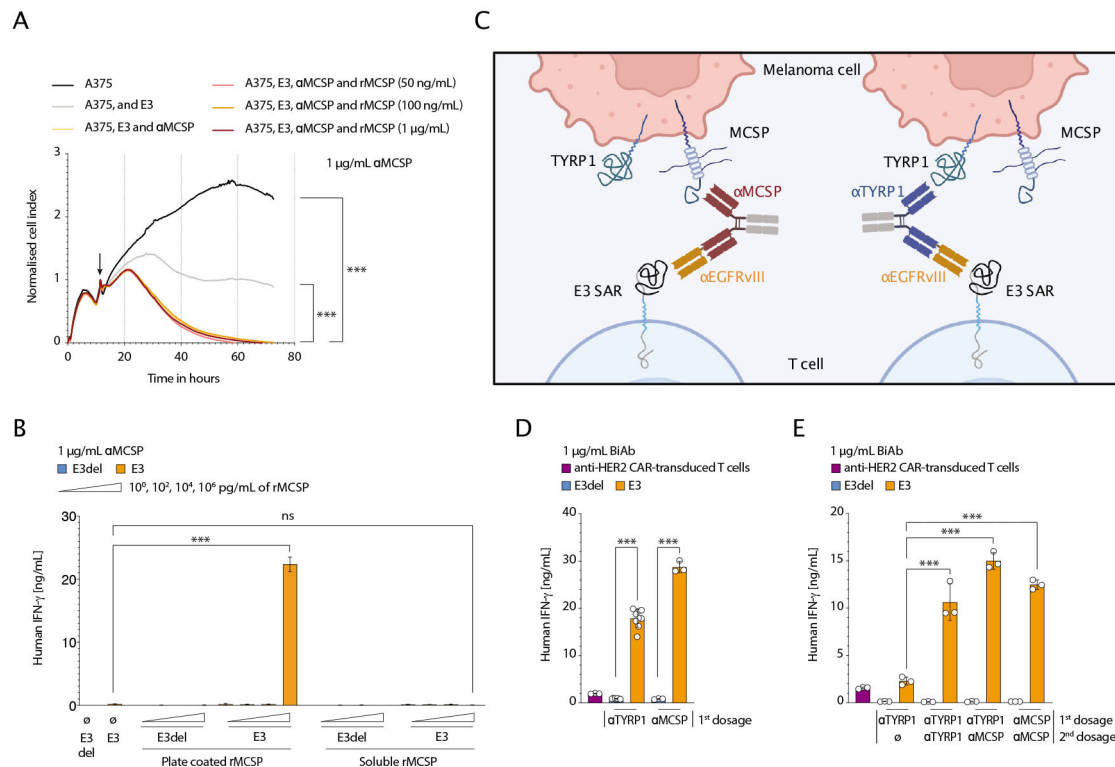 A
A375
A375, and E3
A375, E3 and αMCSP
A375, E3, αMCSP and rMCSP (50 ng/mL)
A375, E3, αMCSP and rMCSP (100 ng/mL)
A375, E3, αMCSP and rMCSP (1 µg/mL)
1 µg/mL αMCSP
Normalised cell index
3
2
1
0
***
***
0 20 40 60 80
Time in hours
C
Melanoma cell
TYRP1
MCSP
αMCSP
αEGFRvIII
E3 SAR
TYRP1
MCSP
αTYRP1
αEGFRvIII
E3 SAR
T cell
B
1 µg/mL αMCSP
E3del E3
10⁰, 10², 10⁴, 10⁶ pg/mL of rMCSP
Human IFN-γ [ng/mL]
30
20
10
0
ns
***
ø ø
E3 del E3 E3del E3 E3del E3
Plate coated rMCSP Soluble rMCSP
D
1 µg/mL BiAb
anti-HER2 CAR-transduced T cells
E3del E3
Human IFN-γ [ng/mL]
40
30
20
10
0
*** ***
αTYRP1 αMCSP 1st dosage
E
1 µg/mL BiAb
anti-HER2 CAR-transduced T cells
E3del E3
Human IFN-γ [ng/mL]
20
15
10
5
0
***
***
***
αTYRP1 αTYRP1 αTYRP1 αMCSP 1st dosage
ø αTYRP1 αMCSP αMCSP 2nd dosage